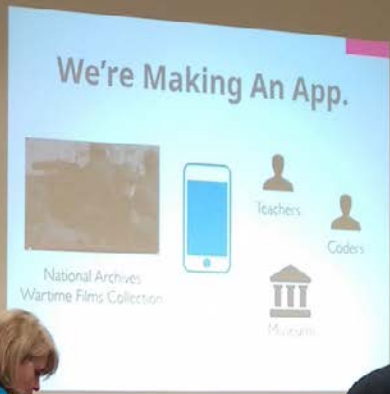 We're Making An App.
Teachers
Coders
National Archives
Wartime Films Collection
Museums